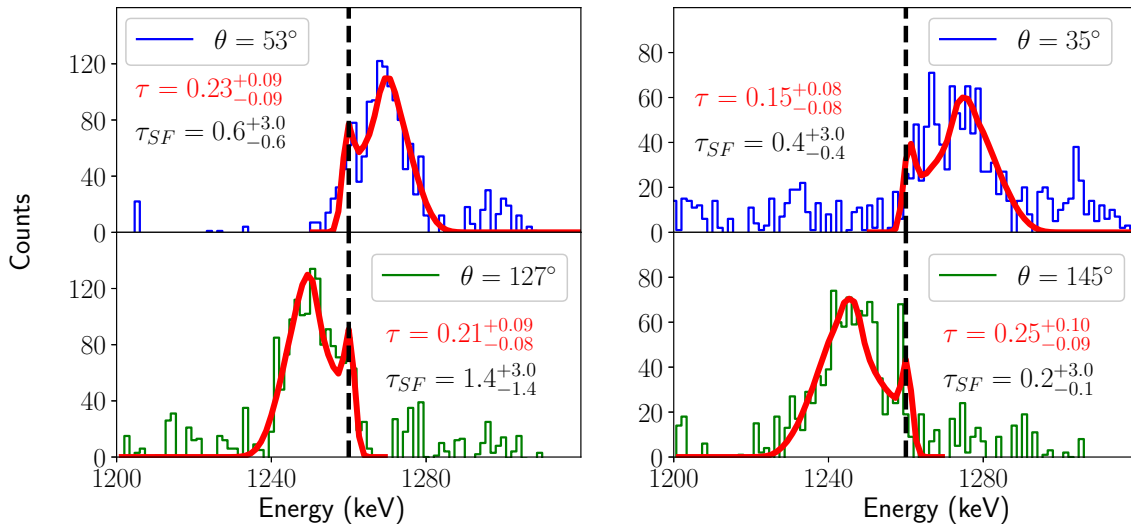 Counts
120
80
40
0
θ = 53°
τ = 0.23 +0.09 −0.09
τ_SF = 0.6 +3.0 −0.6
80
60
40
20
0
θ = 35°
τ = 0.15 +0.08 −0.08
τ_SF = 0.4 +3.0 −0.4
120
80
40
0
θ = 127°
τ = 0.21 +0.09 −0.08
τ_SF = 1.4 +3.0 −1.4
1200
1240
1280
Energy (keV)
80
60
40
20
0
θ = 145°
τ = 0.25 +0.10 −0.09
τ_SF = 0.2 +3.0 −0.1
1200
1240
1280
Energy (keV)